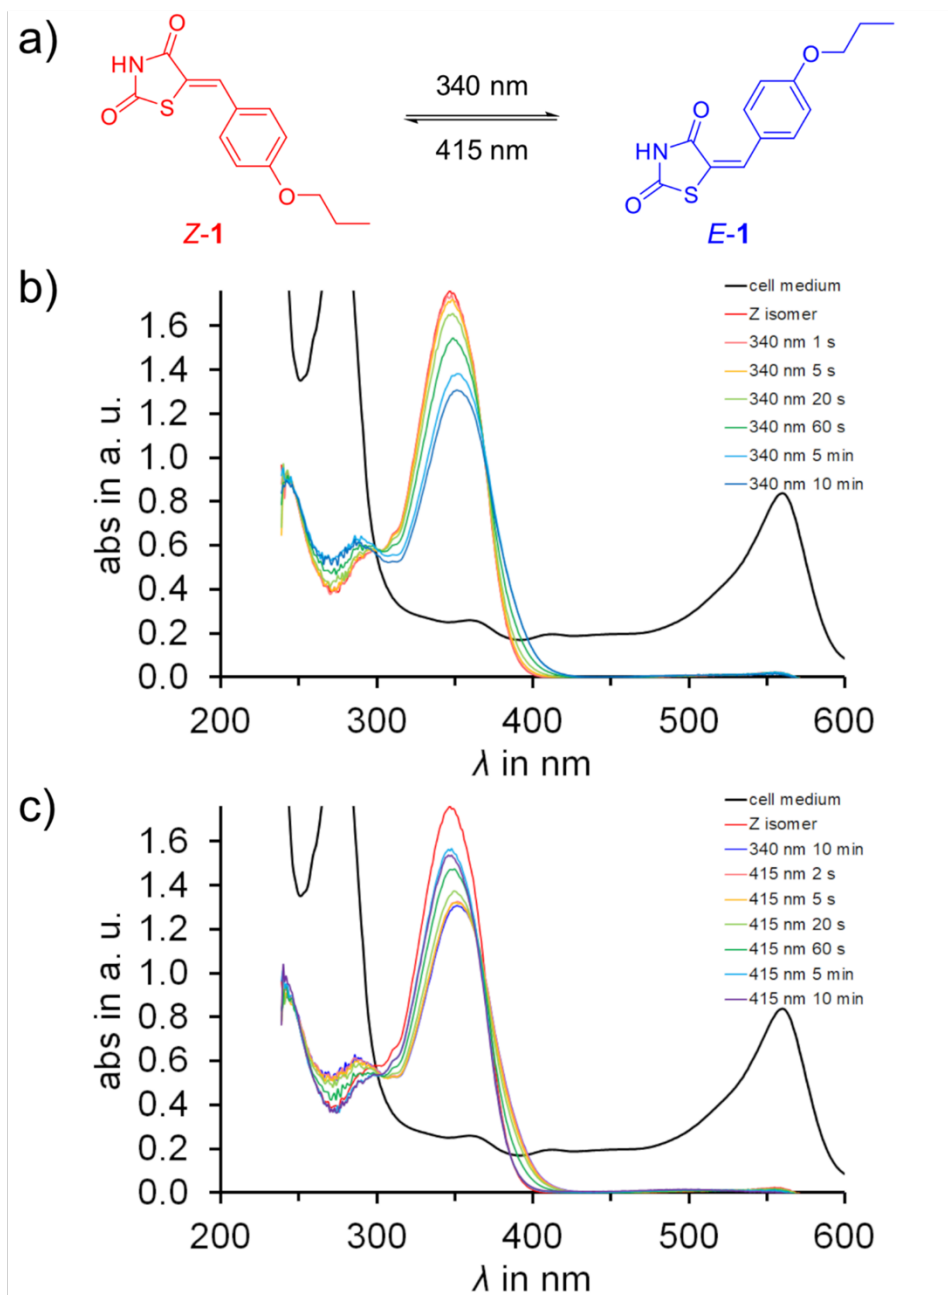 a)
O
HN
O
S
O
Z-1
340 nm
415 nm
O
O
HN
O
S
E-1
b)
abs in a. u.
1.6
1.4
1.2
1.0
0.8
0.6
0.4
0.2
0.0
200 300 400 500 600
λ in nm
cell medium
Z isomer
340 nm 1 s
340 nm 5 s
340 nm 20 s
340 nm 60 s
340 nm 5 min
340 nm 10 min
c)
abs in a. u.
1.6
1.4
1.2
1.0
0.8
0.6
0.4
0.2
0.0
200 300 400 500 600
λ in nm
cell medium
Z isomer
340 nm 10 min
415 nm 2 s
415 nm 5 s
415 nm 20 s
415 nm 60 s
415 nm 5 min
415 nm 10 min